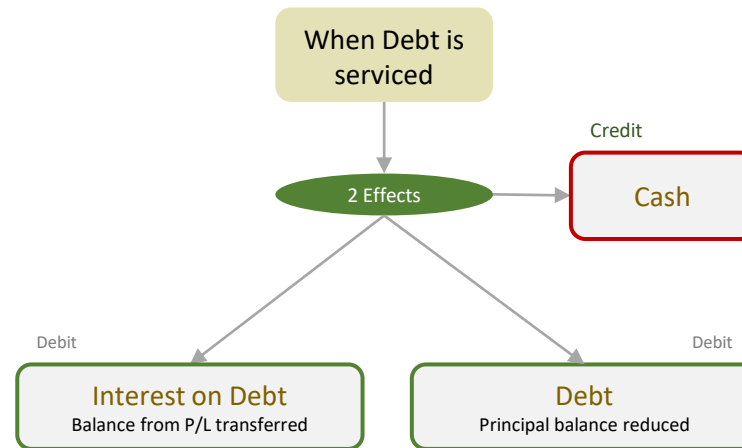 When Debt is
serviced
Credit
2 Effects
Cash
Debit
Debit
Interest on Debt
Balance from P/L transferred
Debt
Principal balance reduced